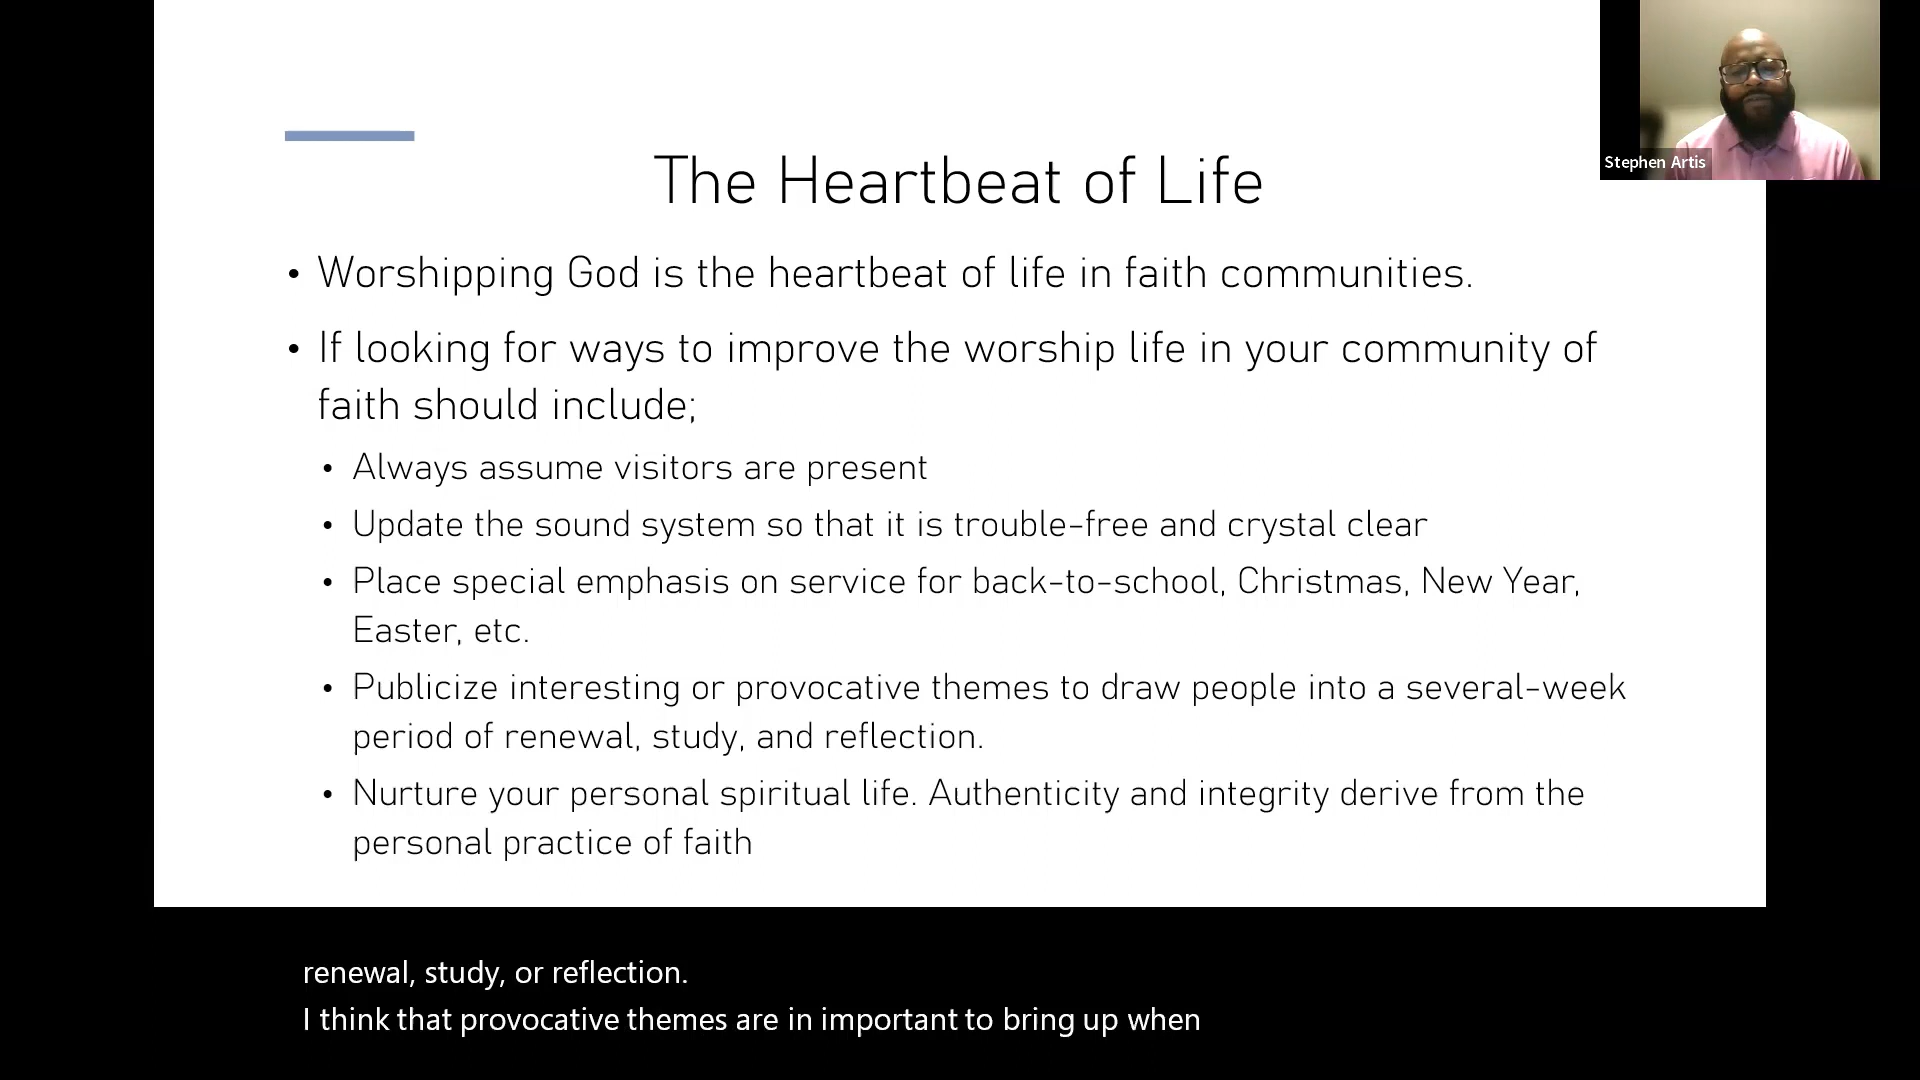 Stephen Artis
The Heartbeat of Life
• Worshipping God is the heartbeat of life in faith communities.
• If looking for ways to improve the worship life in your community of
faith should include;
• Always assume visitors are present
• Update the sound system so that it is trouble-free and crystal clear
• Place special emphasis on service for back-to-school, Christmas, New Year,
Easter, etc.
• Publicize interesting or provocative themes to draw people into a several-week
period of renewal, study, and reflection.
• Nurture your personal spiritual life. Authenticity and integrity derive from the
personal practice of faith
renewal, study, or reflection.
I think that provocative themes are in important to bring up when